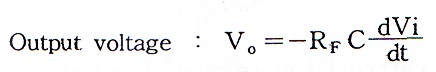 Output voltage : V₀ = -R_F C dVi/dt